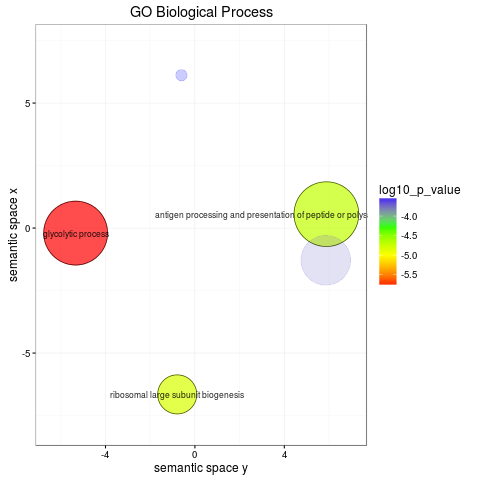 GO Biological Process
semantic space x
5
0
-5
antigen processing and presentation of peptide or polys
glycolytic process
ribosomal large subunit biogenesis
-4
0
4
semantic space y
log10_p_value
-4.0
-4.5
-5.0
-5.5